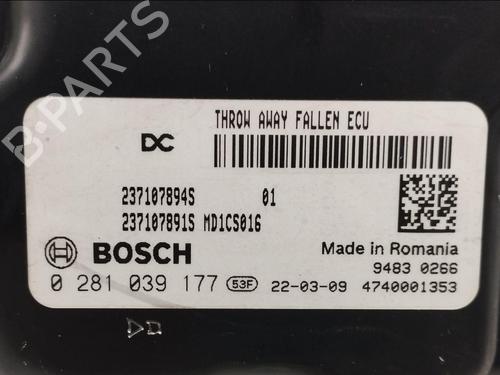 THROW AWAY FALLEN ECU
DC
237107894S 01
237107891S MD1CS016
BOSCH
Made in Romania
9483 0266
0 281 039 177 53F 22-03-09 4740001353
B-PARTS